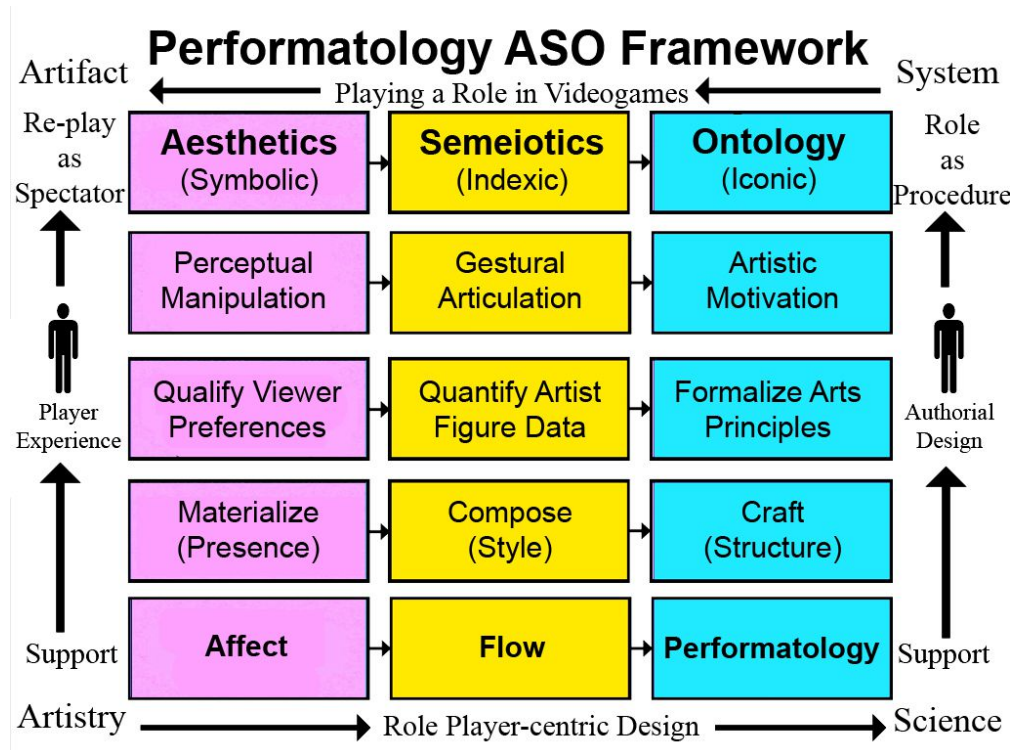 Performatology ASO Framework
Artifact
Playing a Role in Videogames
System
Re-play
as
Spectator
Aesthetics
(Symbolic)
Semeiotics
(Indexic)
Ontology
(Iconic)
Role
as
Procedure
Perceptual
Manipulation
Gestural
Articulation
Artistic
Motivation
Player
Experience
Qualify Viewer
Preferences
Quantify Artist
Figure Data
Formalize Arts
Principles
Authorial
Design
Materialize
(Presence)
Compose
(Style)
Craft
(Structure)
Support
Affect
Flow
Performatology
Support
Artistry
Role Player-centric Design
Science